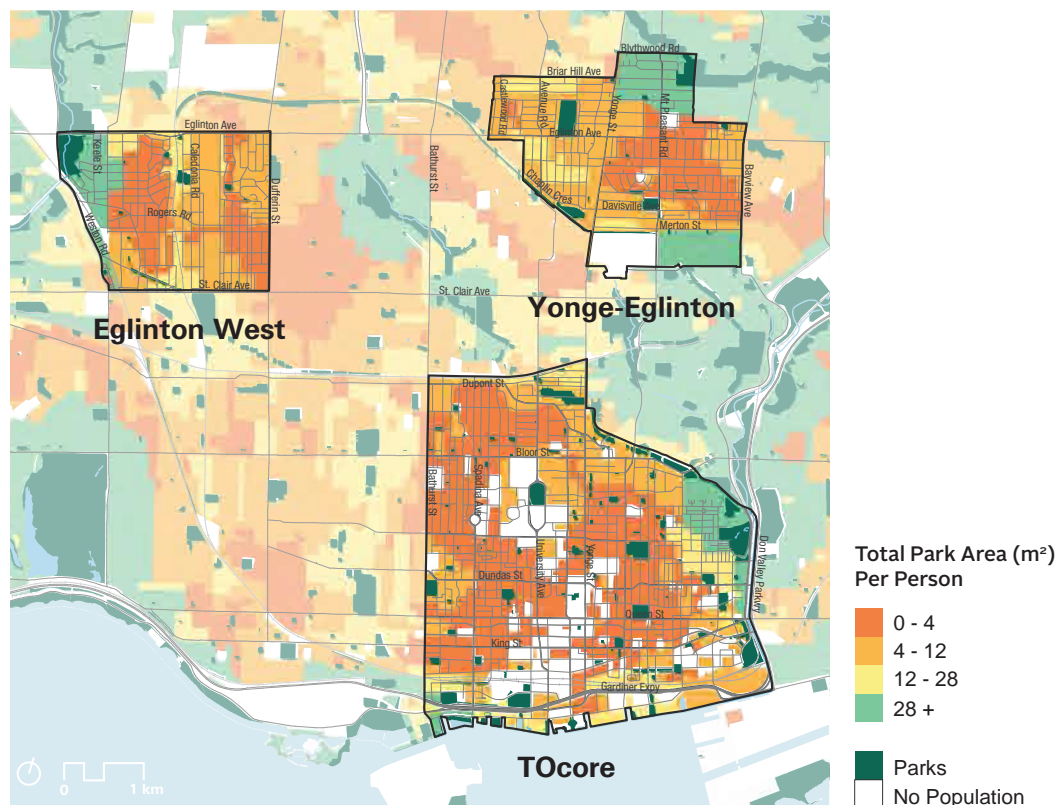 Blythwood Rd
Briar Hill Ave
Castlewood Rd
Avenue Rd
Yonge St
Mt Pleasant Rd
Eglinton Ave
Eglinton Ave
Keele St
Caledonia Rd
Bathurst St
Bayview Ave
Chaplin Cres
Dufferin St
Davisville
Rogers Rd
Weston Rd
Merton St
St. Clair Ave
St. Clair Ave
Yonge-Eglinton
Eglinton West
Dupont St
Bloor St
Bathurst St
Spadina Ave
University Ave
Yonge St
Don Valley Parkwy
Dundas St
Queen St
King St
Gardiner Expy
TOcore
0 1 km
Total Park Area (m²)
Per Person
0 - 4
4 - 12
12 - 28
28 +
Parks
No Population